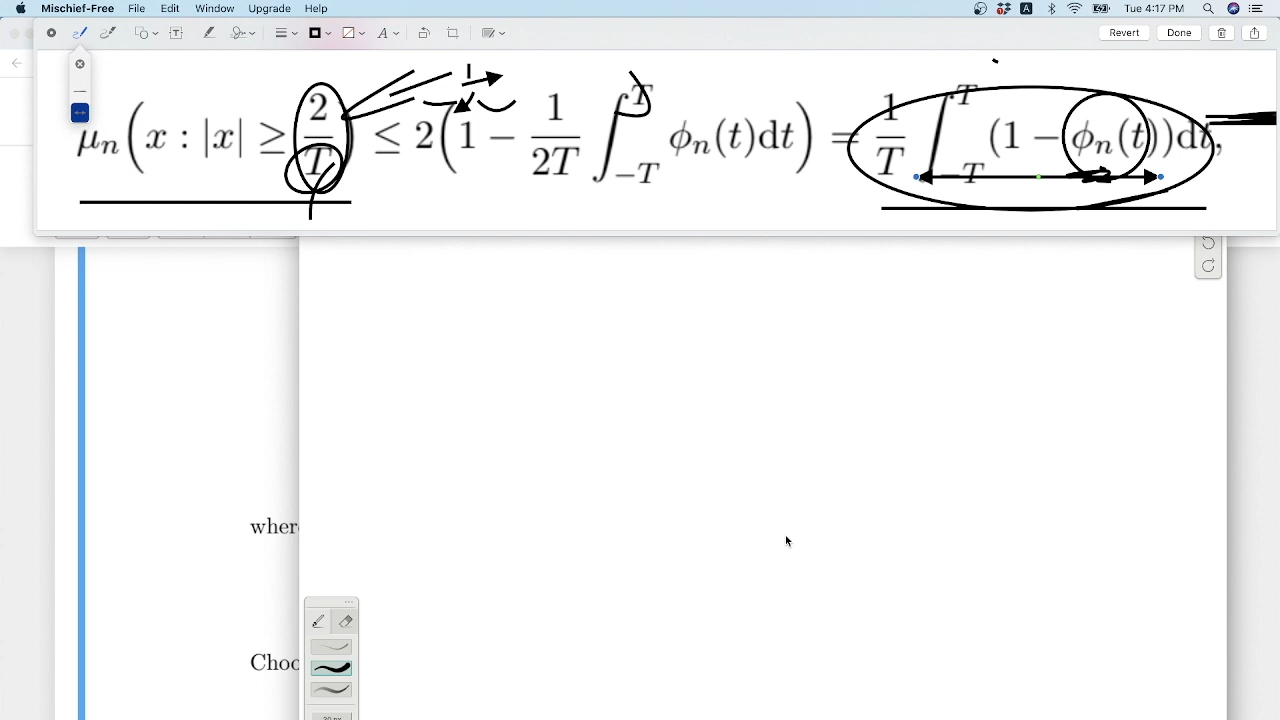 Mischief-Free File Edit Window Upgrade Help Tue 4:17 PM
Revert Done
μₙ(x : |x| ≥ 2/T) ≤ 2(1 − 1/2T ∫_{−T}^{T} ϕₙ(t)dt) = 1/T ∫_{−T}^{T} (1 − ϕₙ(t))dt,
wher
Choo